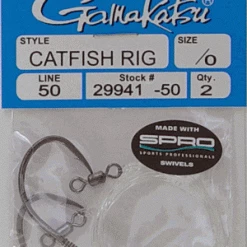 Gamakatsu
STYLE
SIZE
CATFISH RIG
/0
LINE
Stock #
Qty.
50
29941 -50
2
MADE WITH
SPRO
SPORTS PROFESSIONALS
SWIVELS